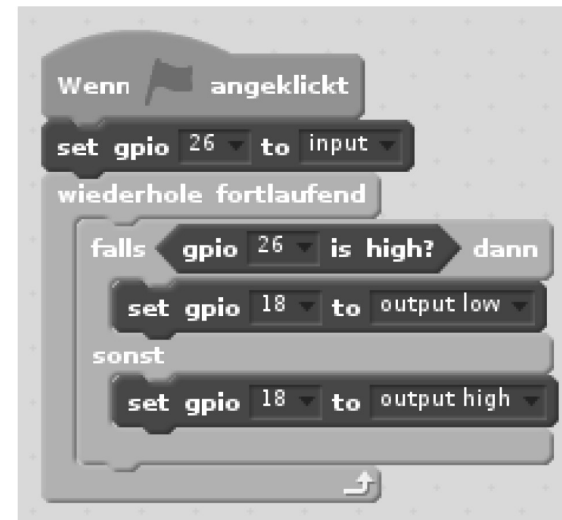 Wenn angeklickt
set gpio 26 to input
wiederhole fortlaufend
falls gpio 26 is high? dann
set gpio 18 to output low
sonst
set gpio 18 to output high